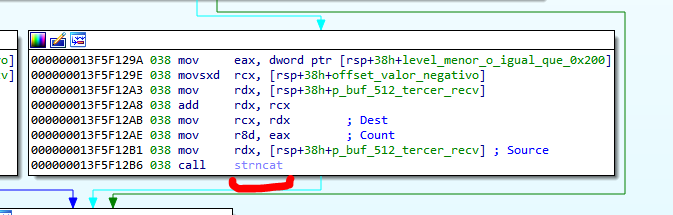 000000013F5F129A 038 mov eax, dword ptr [rsp+38h+level_menor_o_igual_que_0x200]
vo] 000000013F5F129E 038 movsxd rcx, [rsp+38h+offset_valor_negativo]
v] 000000013F5F12A3 038 mov rdx, [rsp+38h+p_buf_512_tercer_recv]
000000013F5F12A8 038 add rdx, rcx
000000013F5F12AB 038 mov rcx, rdx ; Dest
000000013F5F12AE 038 mov r8d, eax ; Count
000000013F5F12B1 038 mov rdx, [rsp+38h+p_buf_512_tercer_recv] ; Source
000000013F5F12B6 038 call strncat